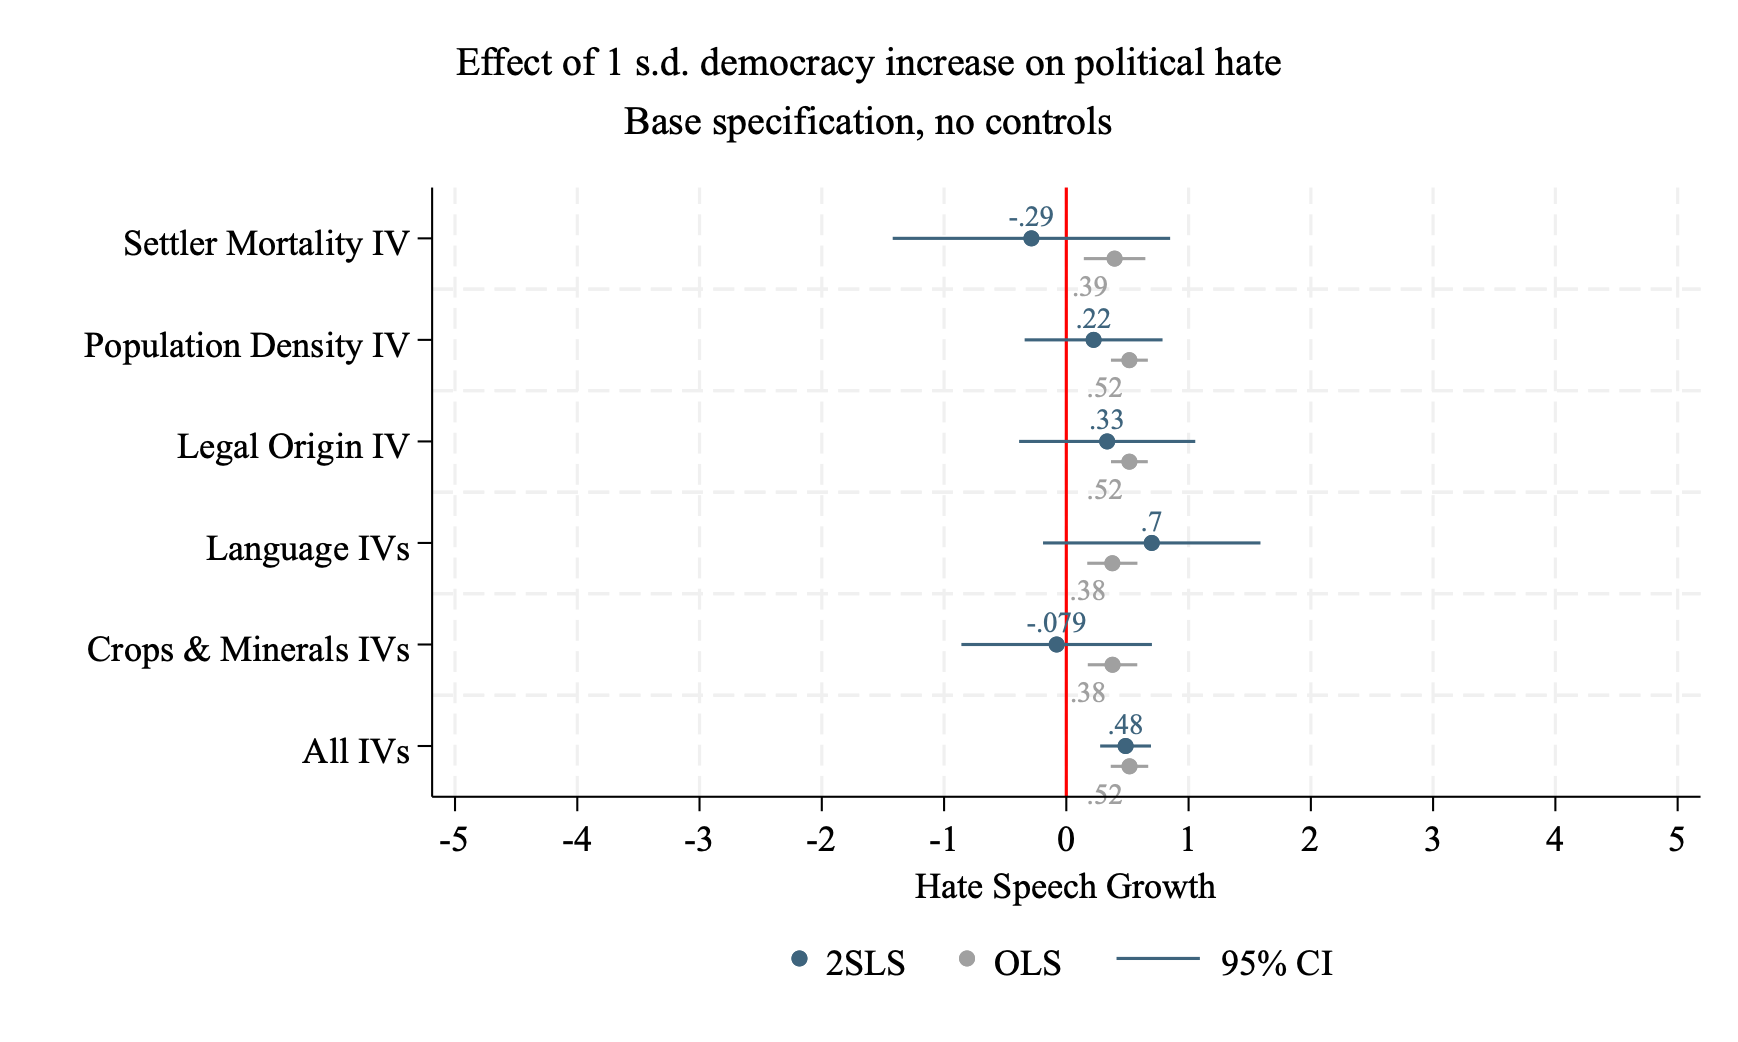 Effect of 1 s.d. democracy increase on political hate
Base specification, no controls
Settler Mortality IV
-.29
.39
Population Density IV
.22
.52
Legal Origin IV
.33
.52
Language IVs
.7
.38
Crops & Minerals IVs
-.079
.38
All IVs
.48
.52
-5 -4 -3 -2 -1 0 1 2 3 4 5
Hate Speech Growth
2SLS OLS 95% CI